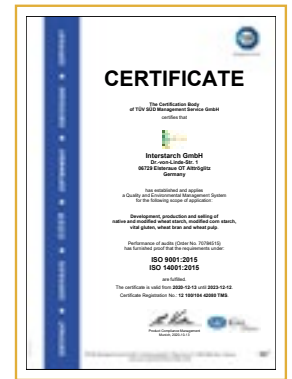 CERTIFICATE
The Certification Body
of TÜV SÜD Management Service GmbH
certifies that
Interstarch GmbH
Dr.-von-Linde-Str. 1
06729 Elsteraue OT Alttröglitz
Germany
has established and applies
a Quality and Environmental Management System
for the following scope of application:
Development, production and selling of
native and modified wheat starch, modified corn starch,
vital gluten, wheat bran and wheat pulp.
Performance of audits (Order No. 70784515)
has furnished proof that the requirements under:
ISO 9001:2015
ISO 14001:2015
are fulfilled.
The certificate is valid from 2020-12-13 until 2023-12-12.
Certificate Registration No.: 12 100/104 42080 TMS
Product Compliance Management
Munich, 2020-12-13